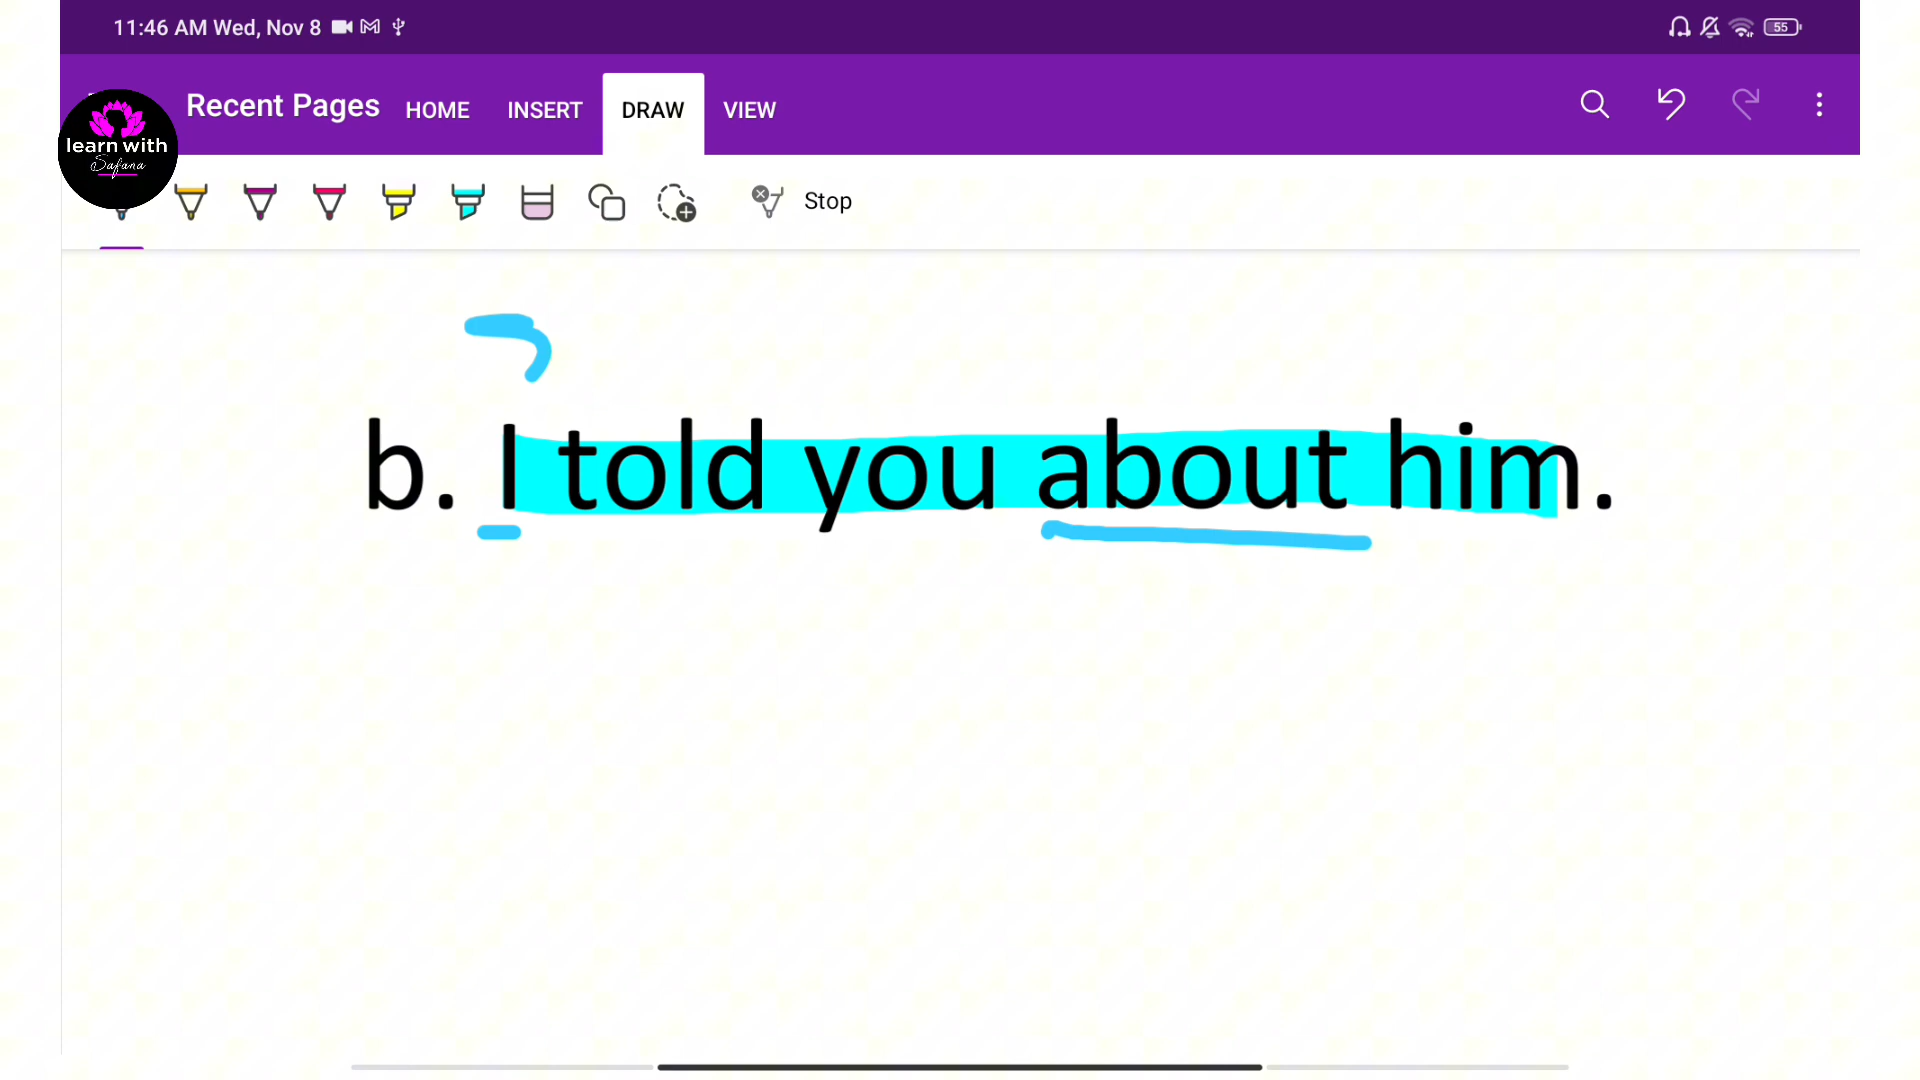 11:46 AM Wed, Nov 8
55
Recent Pages HOME INSERT DRAW VIEW
learn with
Safana
Stop
b. I told you about him.